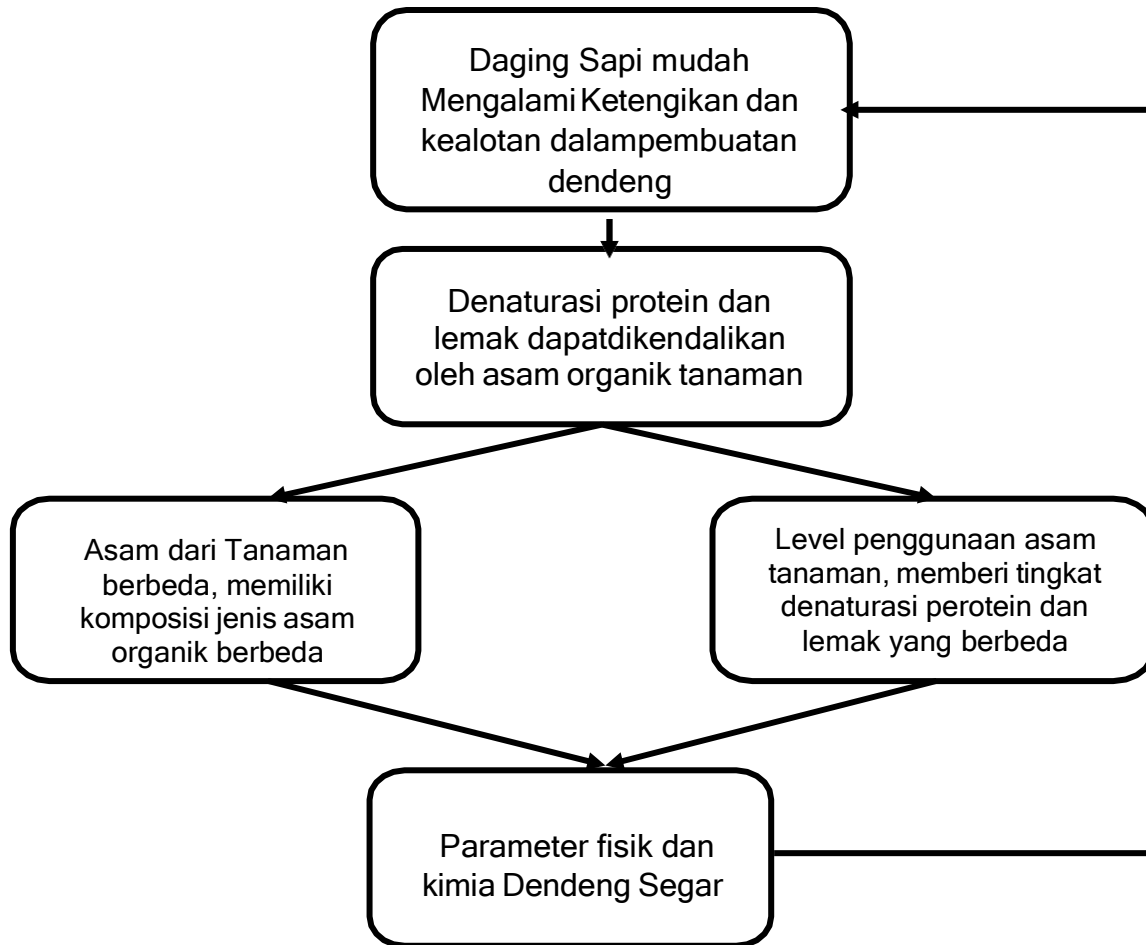 Daging Sapi mudah
Mengalami Ketengikan dan
kealotan dalampembuatan
dendeng
Denaturasi protein dan
lemak dapatdikendalikan
oleh asam organik tanaman
Asam dari Tanaman
berbeda, memiliki
komposisi jenis asam
organik berbeda
Level penggunaan asam
tanaman, memberi tingkat
denaturasi perotein dan
lemak yang berbeda
Parameter fisik dan
kimia Dendeng Segar